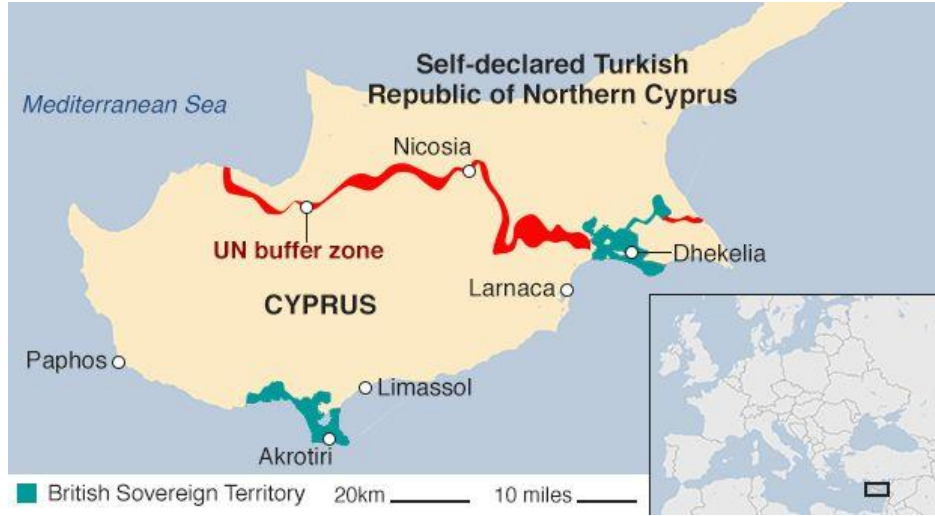 Self-declared Turkish
Republic of Northern Cyprus
Mediterranean Sea
Nicosia
UN buffer zone
Dhekelia
Larnaca
CYPRUS
Paphos
Limassol
Akrotiri
British Sovereign Territory 20km 10 miles